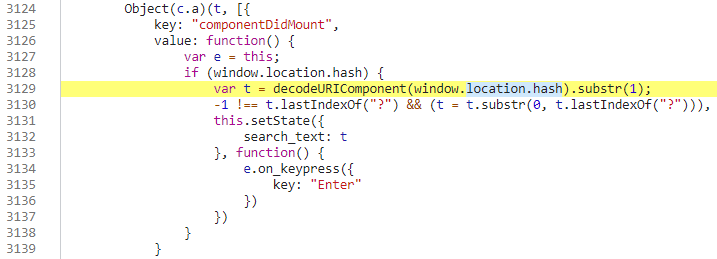 3124 Object(c.a)(t, [{
3125 key: "componentDidMount",
3126 value: function() {
3127 var e = this;
3128 if (window.location.hash) {
3129 var t = decodeURIComponent(window.location.hash).substr(1);
3130 -1 !== t.lastIndexOf("?") && (t = t.substr(0, t.lastIndexOf("?"))),
3131 this.setState({
3132 search_text: t
3133 }, function() {
3134 e.on_keypress({
3135 key: "Enter"
3136 })
3137 })
3138 }
3139 }